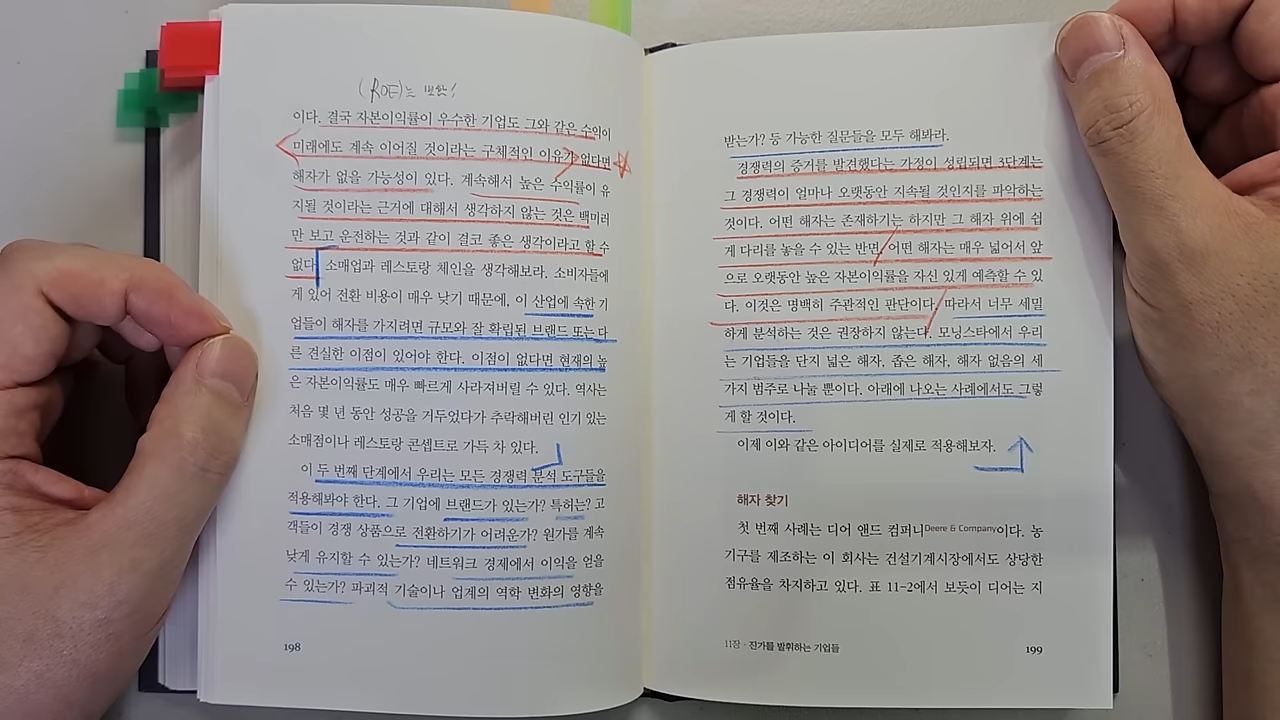 (ROE)는
이다. 결국 자본이익률이 우수한 기업도 그와 같은 수익이
미래에도 계속 이어질 것이라는 구체적인 이유가 없다면
해자가 없을 가능성이 있다. 계속해서 높은 수익률이 유
지될 것이라는 근거에 대해서 생각하지 않는 것은 백미러
만 보고 운전하는 것과 같이 결코 좋은 생각이라고 할 수
없다. 소매업과 레스토랑 체인을 생각해보라. 소비자들에
게 있어 전환 비용이 매우 낮기 때문에, 이 산업에 속한 기
업들이 해자를 가지려면 규모와 잘 확립된 브랜드 또는 다
른 견실한 이점이 있어야 한다. 이점이 없다면 현재의 높
은 자본이익률도 매우 빠르게 사라져버릴 수 있다. 역사는
처음 몇 년 동안 성공을 거두었다가 추락해버린 인기 있는
소매점이나 레스토랑 콘셉트로 가득 차 있다.
이 두 번째 단계에서 우리는 모든 경쟁력 분석 도구들을
적용해봐야 한다. 그 기업에 브랜드가 있는가? 특허는? 고
객들이 경쟁 상품으로 전환하기가 어려운가? 원가를 계속
낮게 유지할 수 있는가? 네트워크 경제에서 이익을 얻을
수 있는가? 파괴적 기술이나 업계의 역학 변화의 영향을
198
받는가? 등 가능한 질문들을 모두 해봐라.
경쟁력의 증거를 발견했다는 가정이 성립되면 3단계는
그 경쟁력이 얼마나 오랫동안 지속될 것인지를 파악하는
것이다. 어떤 해자는 존재하기는 하지만 그 해자 위에 쉽
게 다리를 놓을 수 있는 반면, 어떤 해자는 매우 넓어서 앞
으로 오랫동안 높은 자본이익률을 자신 있게 예측할 수 있
다. 이것은 명백히 주관적인 판단이다. 따라서 너무 세밀
하게 분석하는 것은 권장하지 않는다. 모닝스타에서 우리
는 기업들을 단지 넓은 해자, 좁은 해자, 해자 없음의 세
가지 범주로 나눌 뿐이다. 아래에 나오는 사례에서도 그렇
게 할 것이다.
이제 이와 같은 아이디어를 실제로 적용해보자.
해자 찾기
첫 번째 사례는 디어 앤드 컴퍼니Deere & Company이다. 농
기구를 제조하는 이 회사는 건설기계시장에서도 상당한
점유율을 차지하고 있다. 표 11-2에서 보듯이 디어는 지
11장 · 진가를 발휘하는 기업들
199